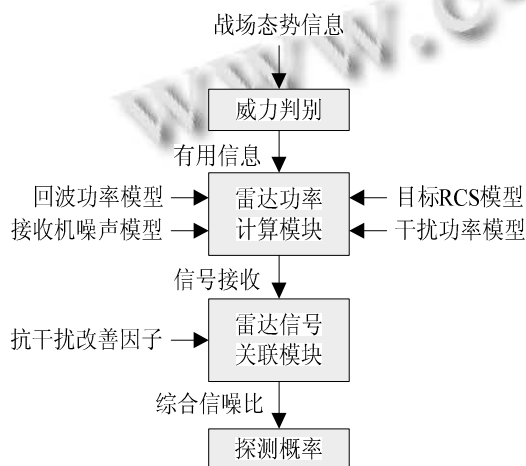 战场态势信息
威力判别
有用信息
回波功率模型
接收机噪声模型
雷达功率
计算模块
目标RCS模型
干扰功率模型
信号接收
抗干扰改善因子
雷达信号
关联模块
综合信噪比
探测概率
www.c